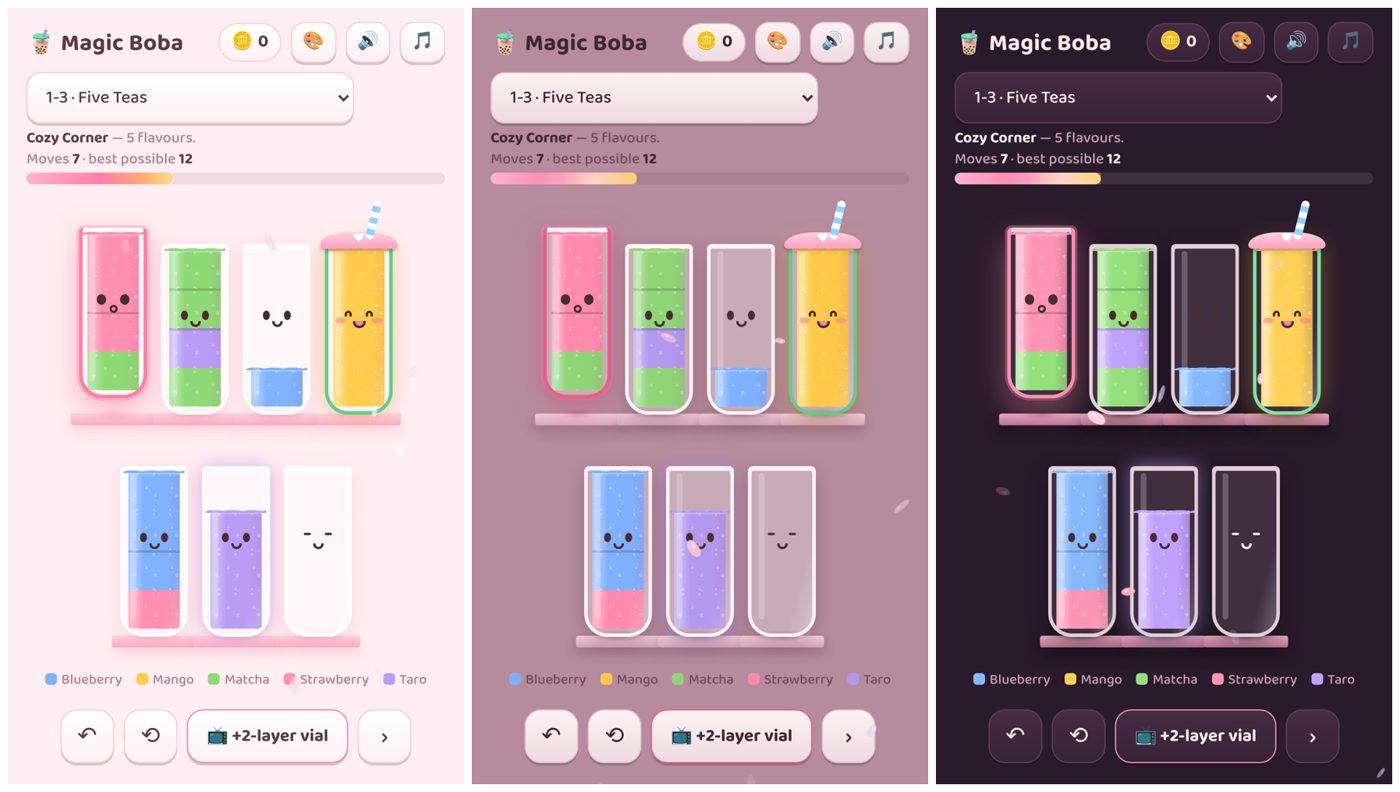 Magic Boba 0
1-3 · Five Teas
Cozy Corner — 5 flavours.
Moves 7 · best possible 12
Blueberry Mango Matcha Strawberry Taro
+2-layer vial
Magic Boba 0
1-3 · Five Teas
Cozy Corner — 5 flavours.
Moves 7 · best possible 12
Blueberry Mango Matcha Strawberry Taro
+2-layer vial
Magic Boba 0
1-3 · Five Teas
Cozy Corner — 5 flavours.
Moves 7 · best possible 12
Blueberry Mango Matcha Strawberry Taro
+2-layer vial